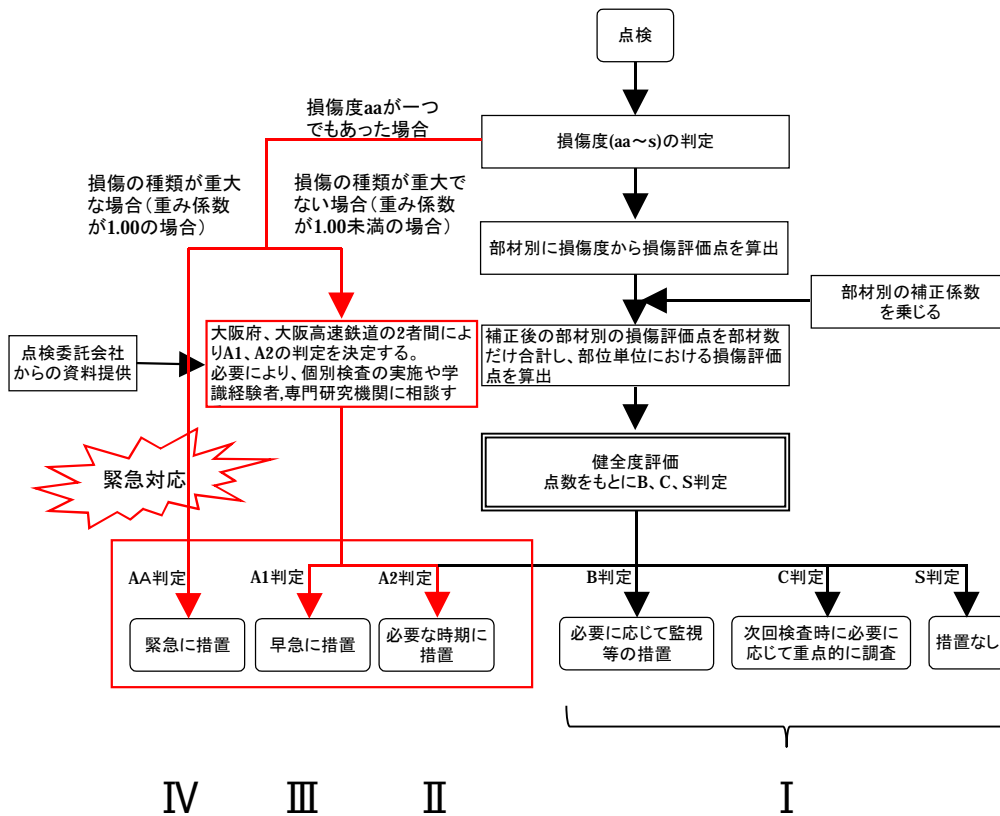 点検
損傷度aaが一つ
でもあった場合
損傷度(aa～s)の判定
損傷の種類が重大
な場合（重み係数
が1.00の場合）
損傷の種類が重大で
ない場合（重み係数
が1.00未満の場合）
部材別に損傷度から損傷評価点を算出
部材別の補正係数
を乗じる
点検委託会社
からの資料提供
大阪府、大阪高速鉄道の2者間によ
りA1、A2の判定を決定する。
必要により、個別検査の実施や学
識経験者,専門研究機関に相談す
補正後の部材別の損傷評価点を部材数
だけ合計し、部位単位における損傷評価
点を算出
緊急対応
健全度評価
点数をもとにB、C、S判定
AA判定
A1判定
A2判定
B判定
C判定
S判定
緊急に措置
早急に措置
必要な時期に
措置
必要に応じて監視
等の措置
次回検査時に必要に
応じて重点的に調査
措置なし
Ⅳ
Ⅲ
Ⅱ
Ⅰ